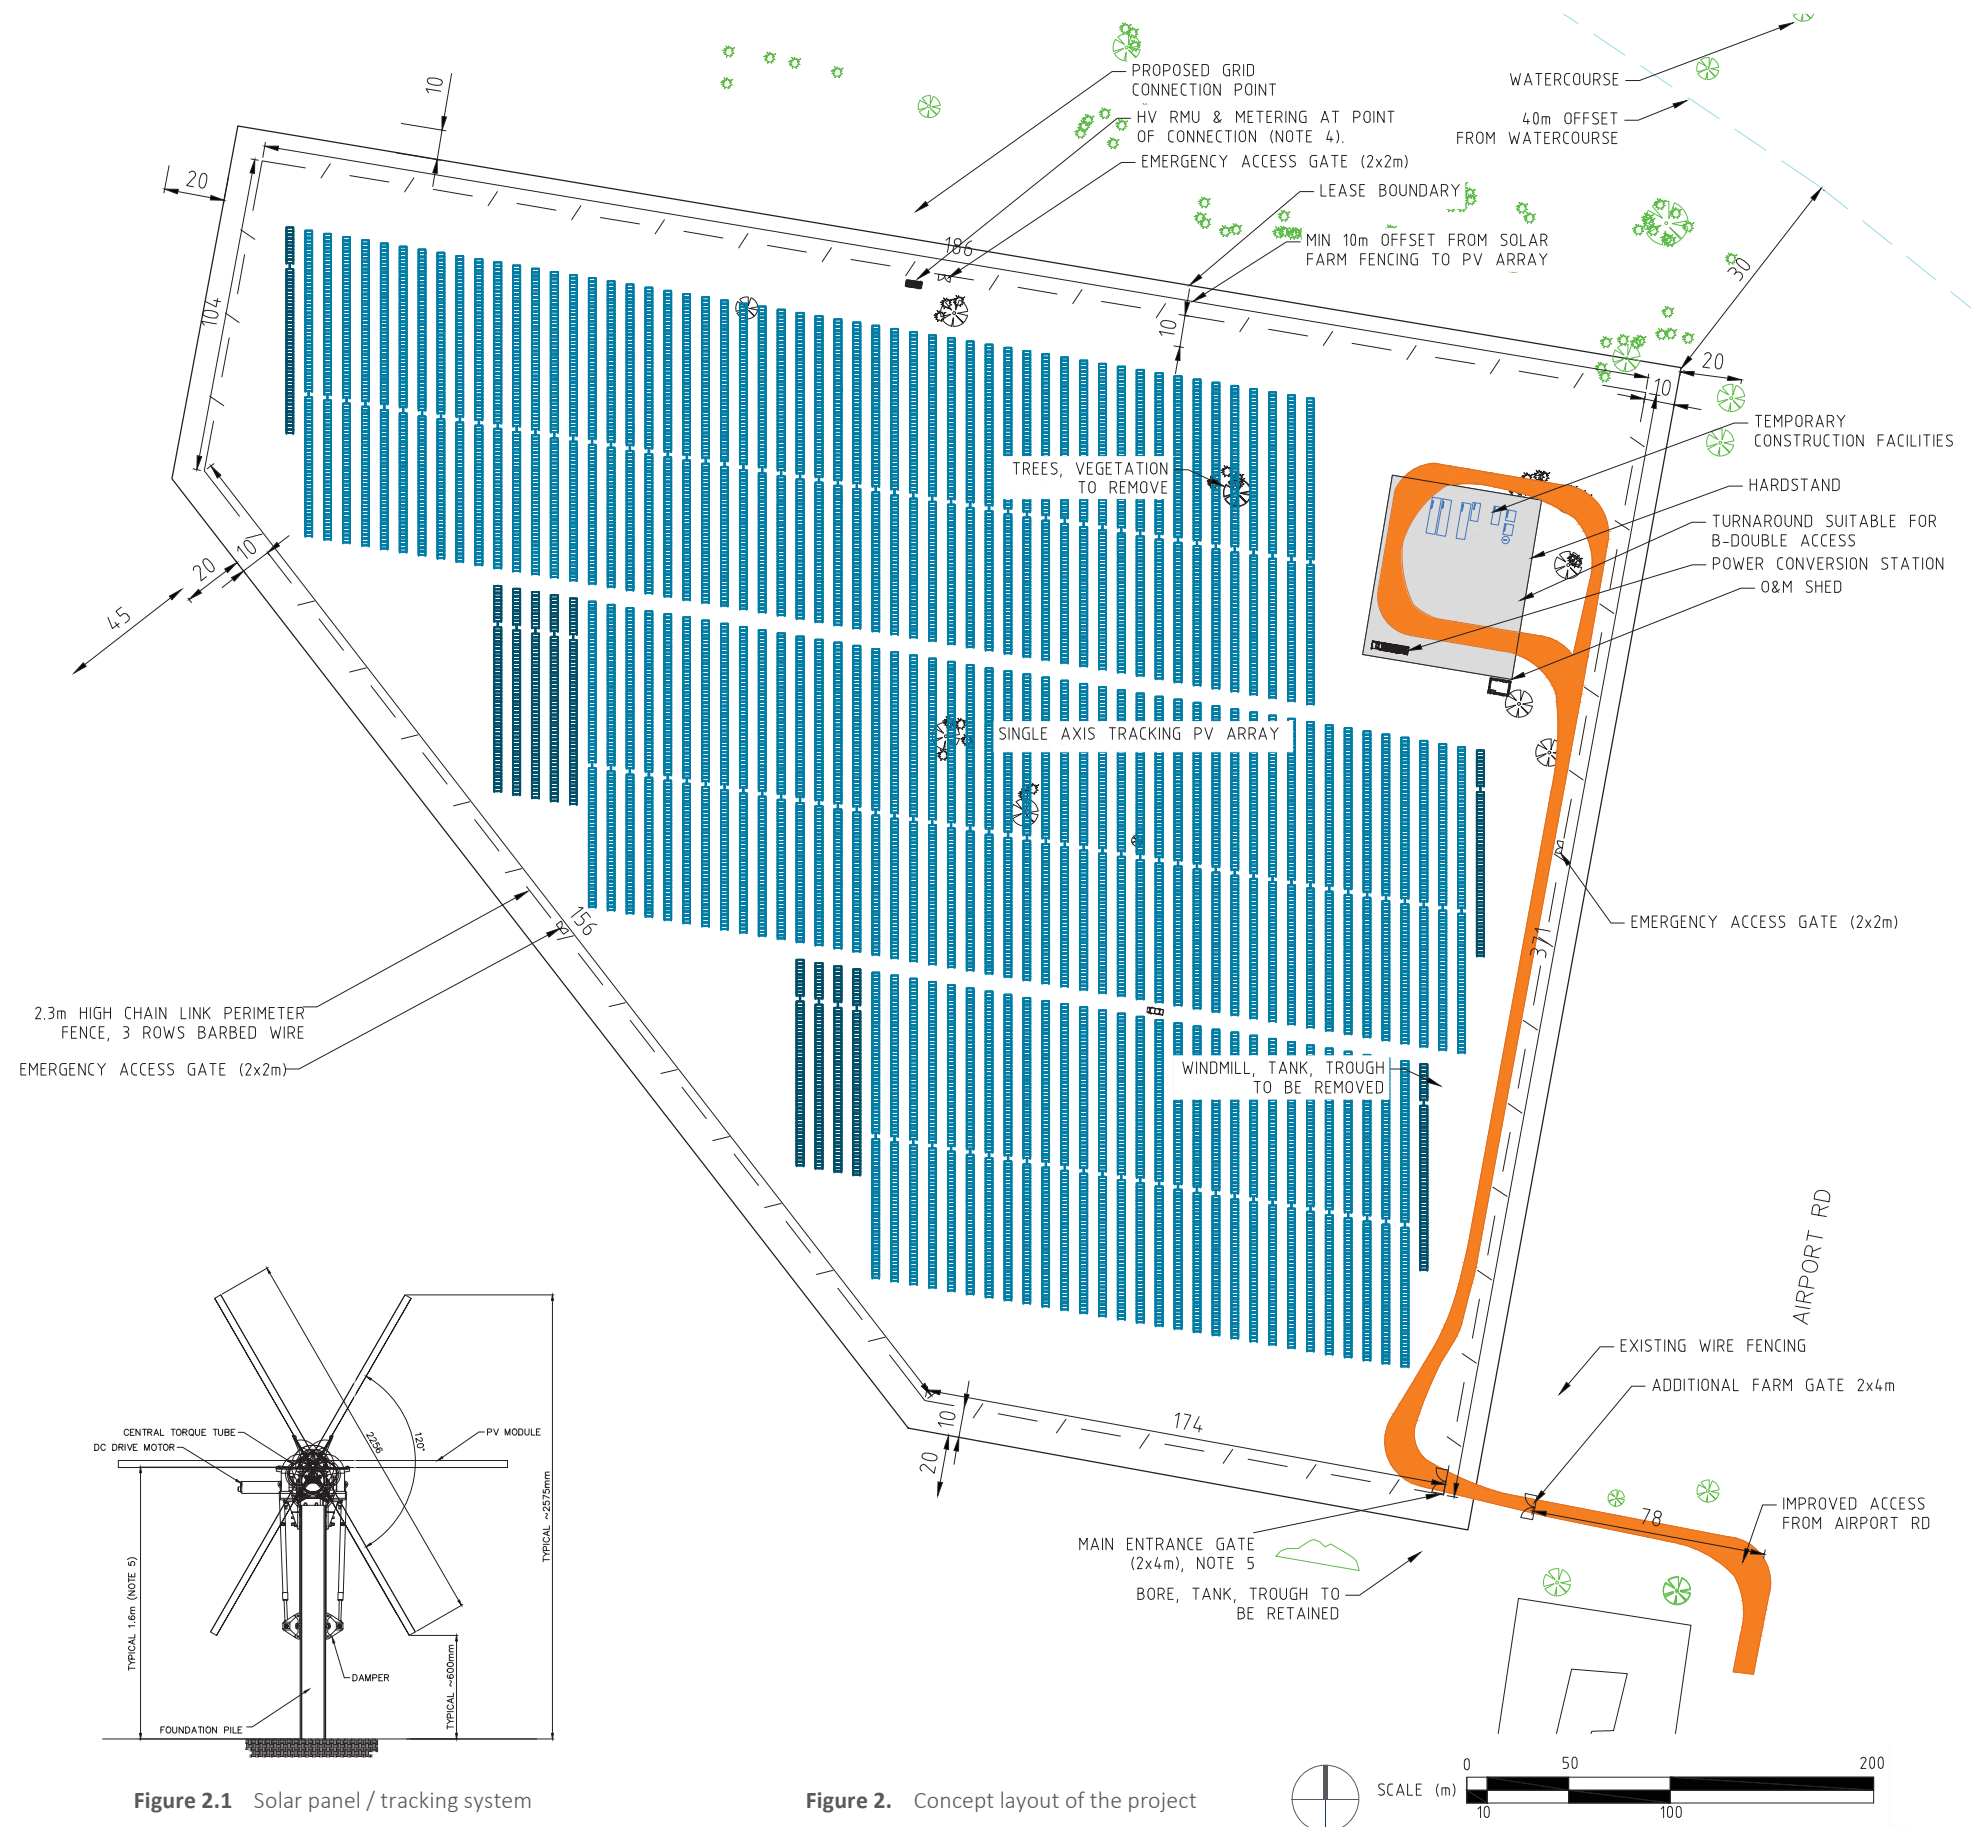 PROPOSED GRID
CONNECTION POINT
HV RMU & METERING AT POINT
OF CONNECTION (NOTE 4).
EMERGENCY ACCESS GATE (2x2m)
LEASE BOUNDARY
MIN 10m OFFSET FROM SOLAR
FARM FENCING TO PV ARRAY
WATERCOURSE
40m OFFSET
FROM WATERCOURSE
10
20
186
104
10
30
20
10
TEMPORARY
CONSTRUCTION FACILITIES
HARDSTAND
TURNAROUND SUITABLE FOR
B-DOUBLE ACCESS
POWER CONVERSION STATION
O&M SHED
TREES, VEGETATION
TO REMOVE
10
20
45
SINGLE AXIS TRACKING PV ARRAY
156
371
EMERGENCY ACCESS GATE (2x2m)
2.3m HIGH CHAIN LINK PERIMETER
FENCE, 3 ROWS BARBED WIRE
EMERGENCY ACCESS GATE (2x2m)
WINDMILL, TANK, TROUGH
TO BE REMOVED
AIRPORT RD
EXISTING WIRE FENCING
ADDITIONAL FARM GATE 2x4m
174
10
20
78
IMPROVED ACCESS
FROM AIRPORT RD
MAIN ENTRANCE GATE
(2x4m), NOTE 5
BORE, TANK, TROUGH TO
BE RETAINED
CENTRAL TORQUE TUBE
DC DRIVE MOTOR
PV MODULE
2256
120°
TYPICAL ~2575mm
TYPICAL 1.6m (NOTE 5)
TYPICAL ~600mm
DAMPER
FOUNDATION PILE
Figure 2.1 Solar panel / tracking system
Figure 2. Concept layout of the project
SCALE (m)
0 50 200
10 100